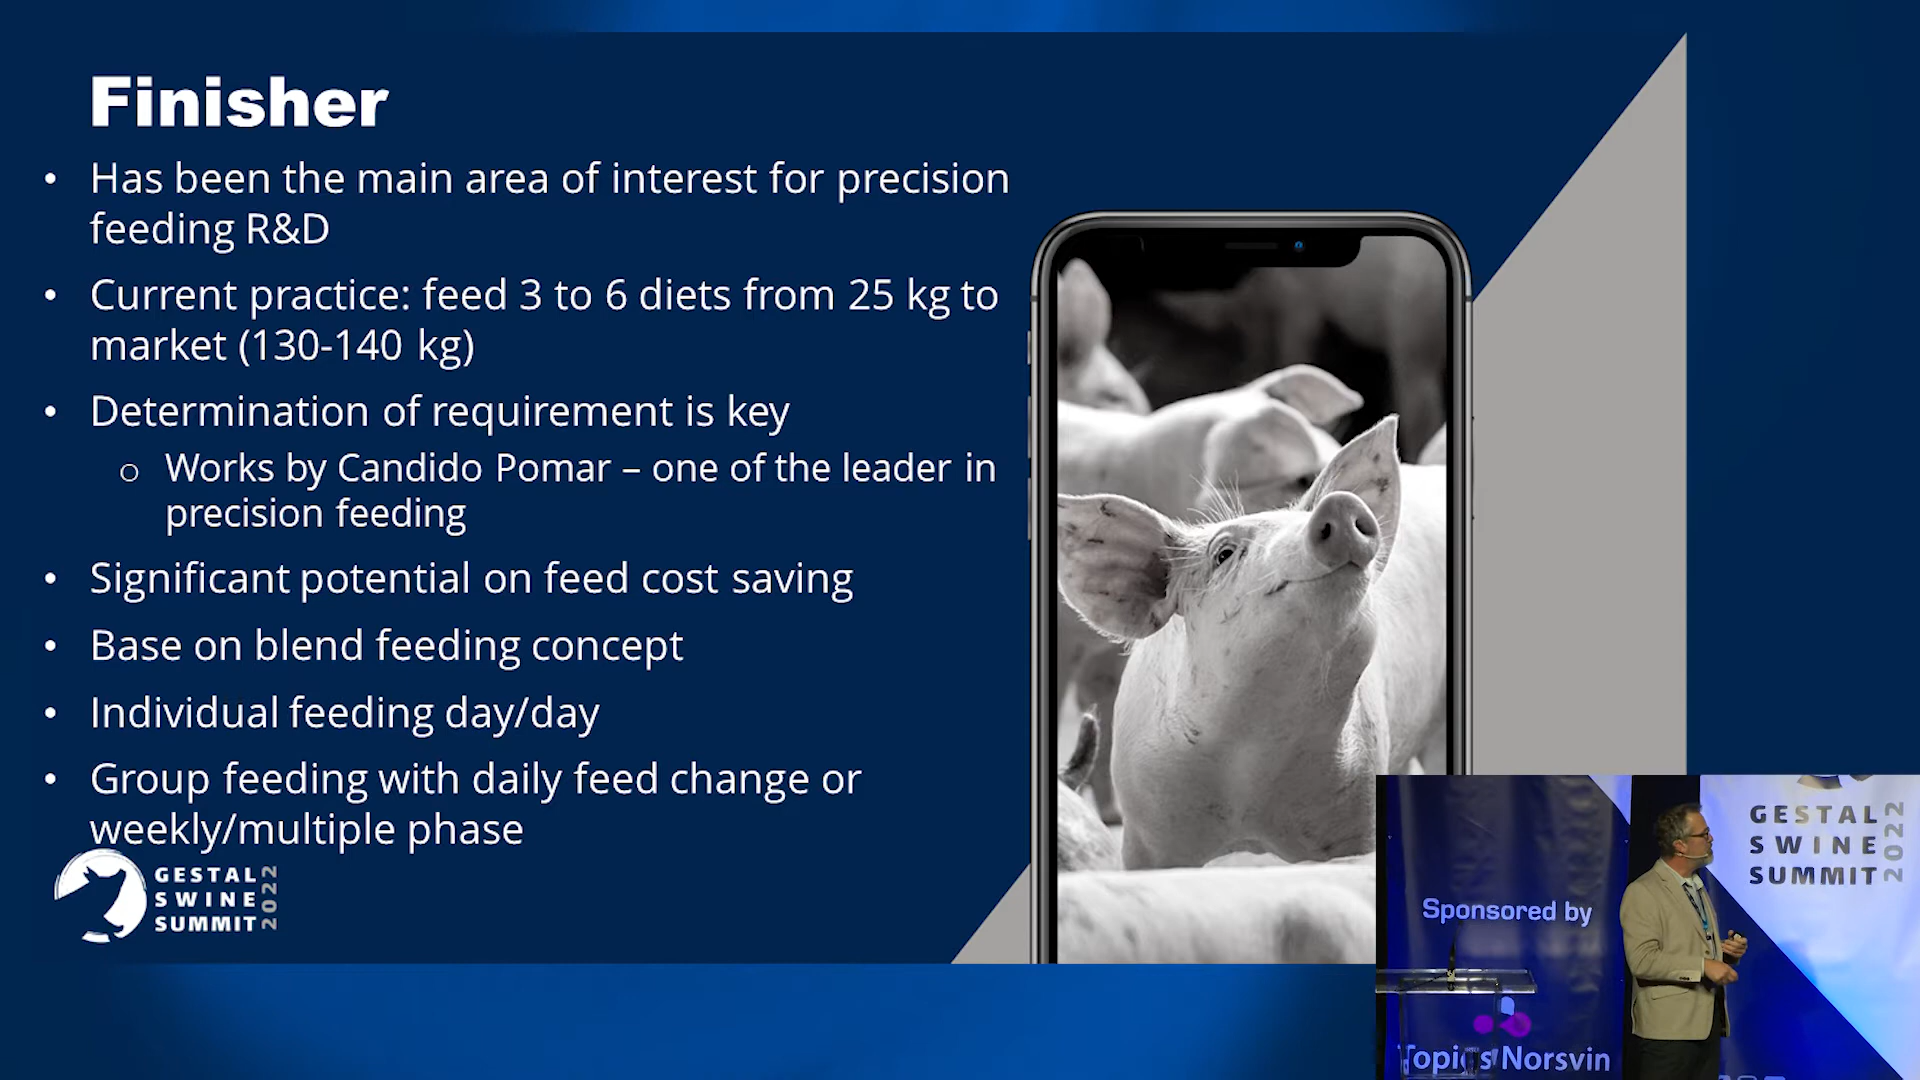 Finisher
• Has been the main area of interest for precision
feeding R&D
• Current practice: feed 3 to 6 diets from 25 kg to
market (130-140 kg)
• Determination of requirement is key
o Works by Candido Pomar – one of the leader in
precision feeding
• Significant potential on feed cost saving
• Base on blend feeding concept
• Individual feeding day/day
• Group feeding with daily feed change or
weekly/multiple phase
GESTAL
SWINE
SUMMIT
2022
GESTAL
SWINE
SUMMIT
2022
Sponsored by
Topigs Norsvin